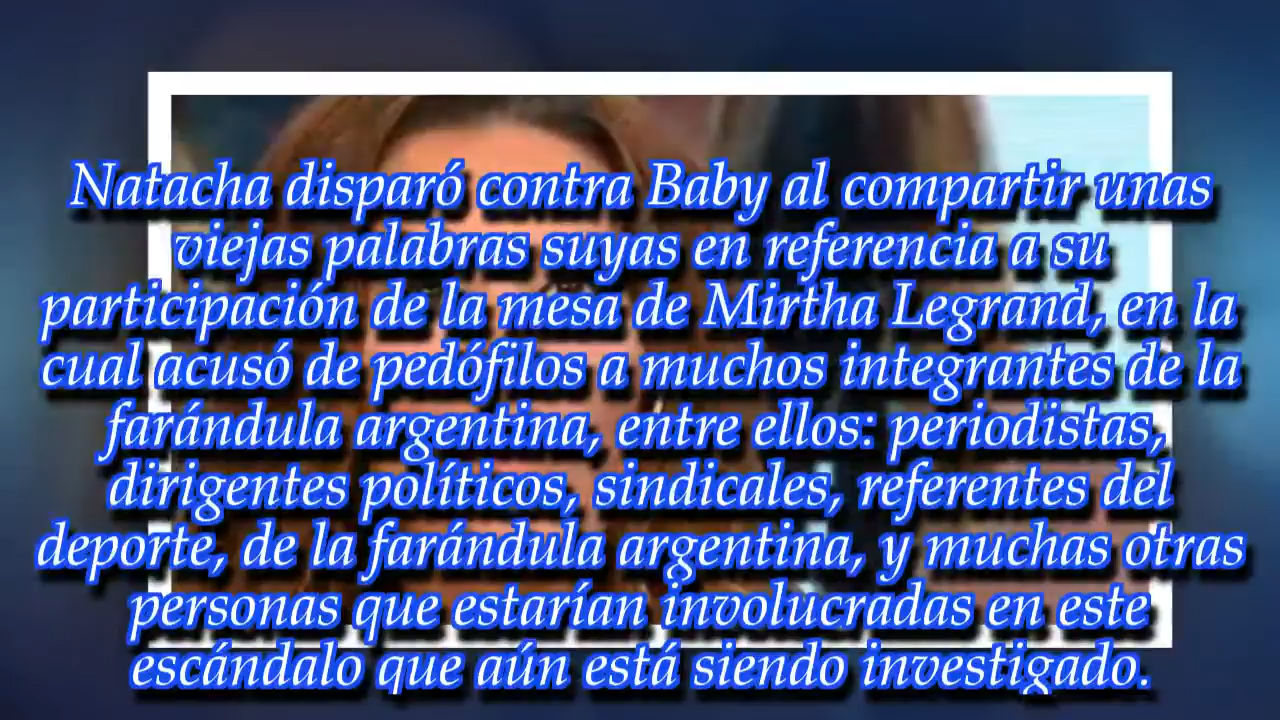 Natacha disparó contra Baby al compartir unas
viejas palabras suyas en referencia a su
participación de la mesa de Mirtha Legrand, en la
cual acusó de pedófilos a muchos integrantes de la
farándula argentina, entre ellos: periodistas,
dirigentes políticos, sindicales, referentes del
deporte, de la farándula argentina, y muchas otras
personas que estarían involucradas en este
escándalo que aún está siendo investigado.